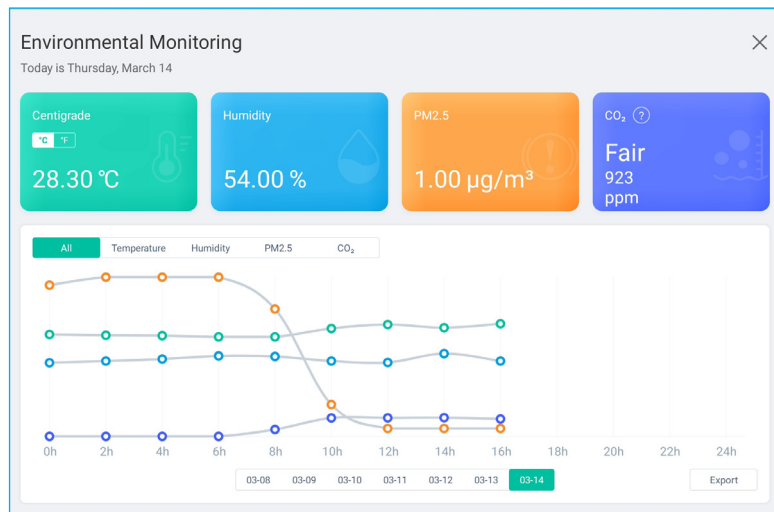 Environmental Monitoring
Today is Thursday, March 14
Centigrade
°C °F
28.30 ℃
Humidity
54.00 %
PM2.5
1.00 μg/m³
CO₂ ?
Fair
923
ppm
All Temperature Humidity PM2.5 CO₂
0h 2h 4h 6h 8h 10h 12h 14h 16h 18h 20h 22h 24h
03-08 03-09 03-10 03-11 03-12 03-13 03-14
Export